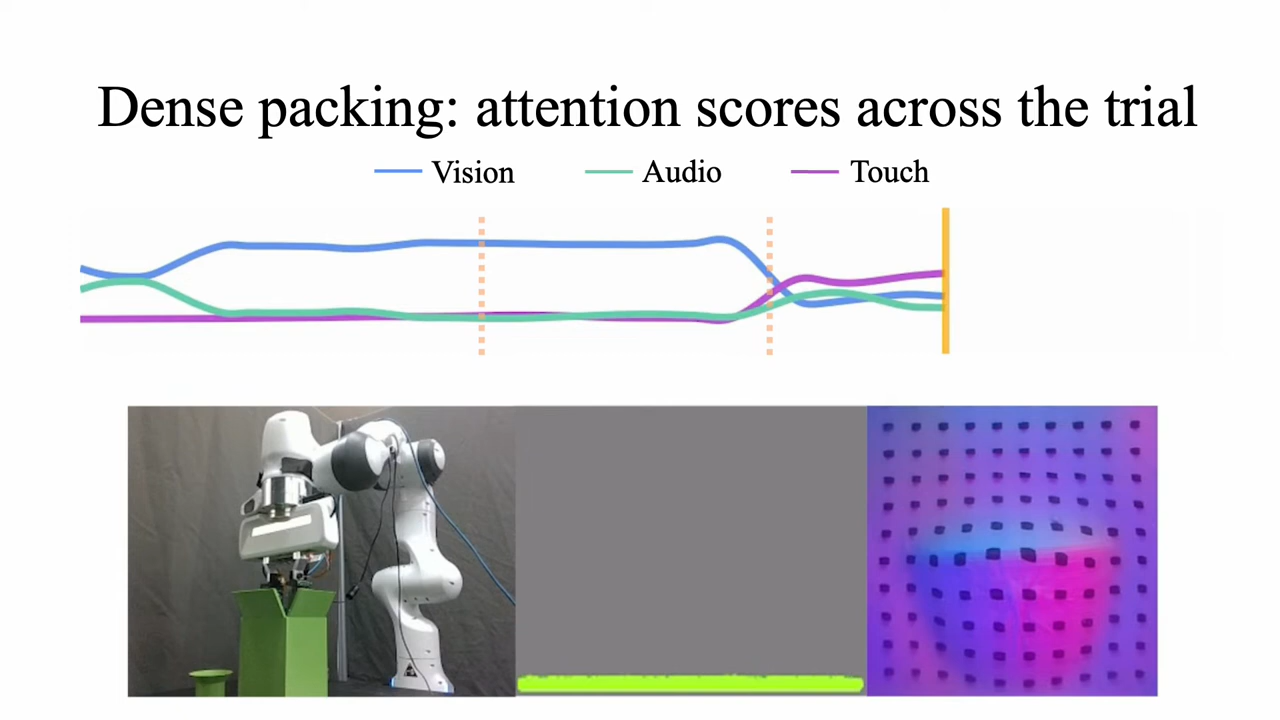 Dense packing: attention scores across the trial
Vision Audio Touch